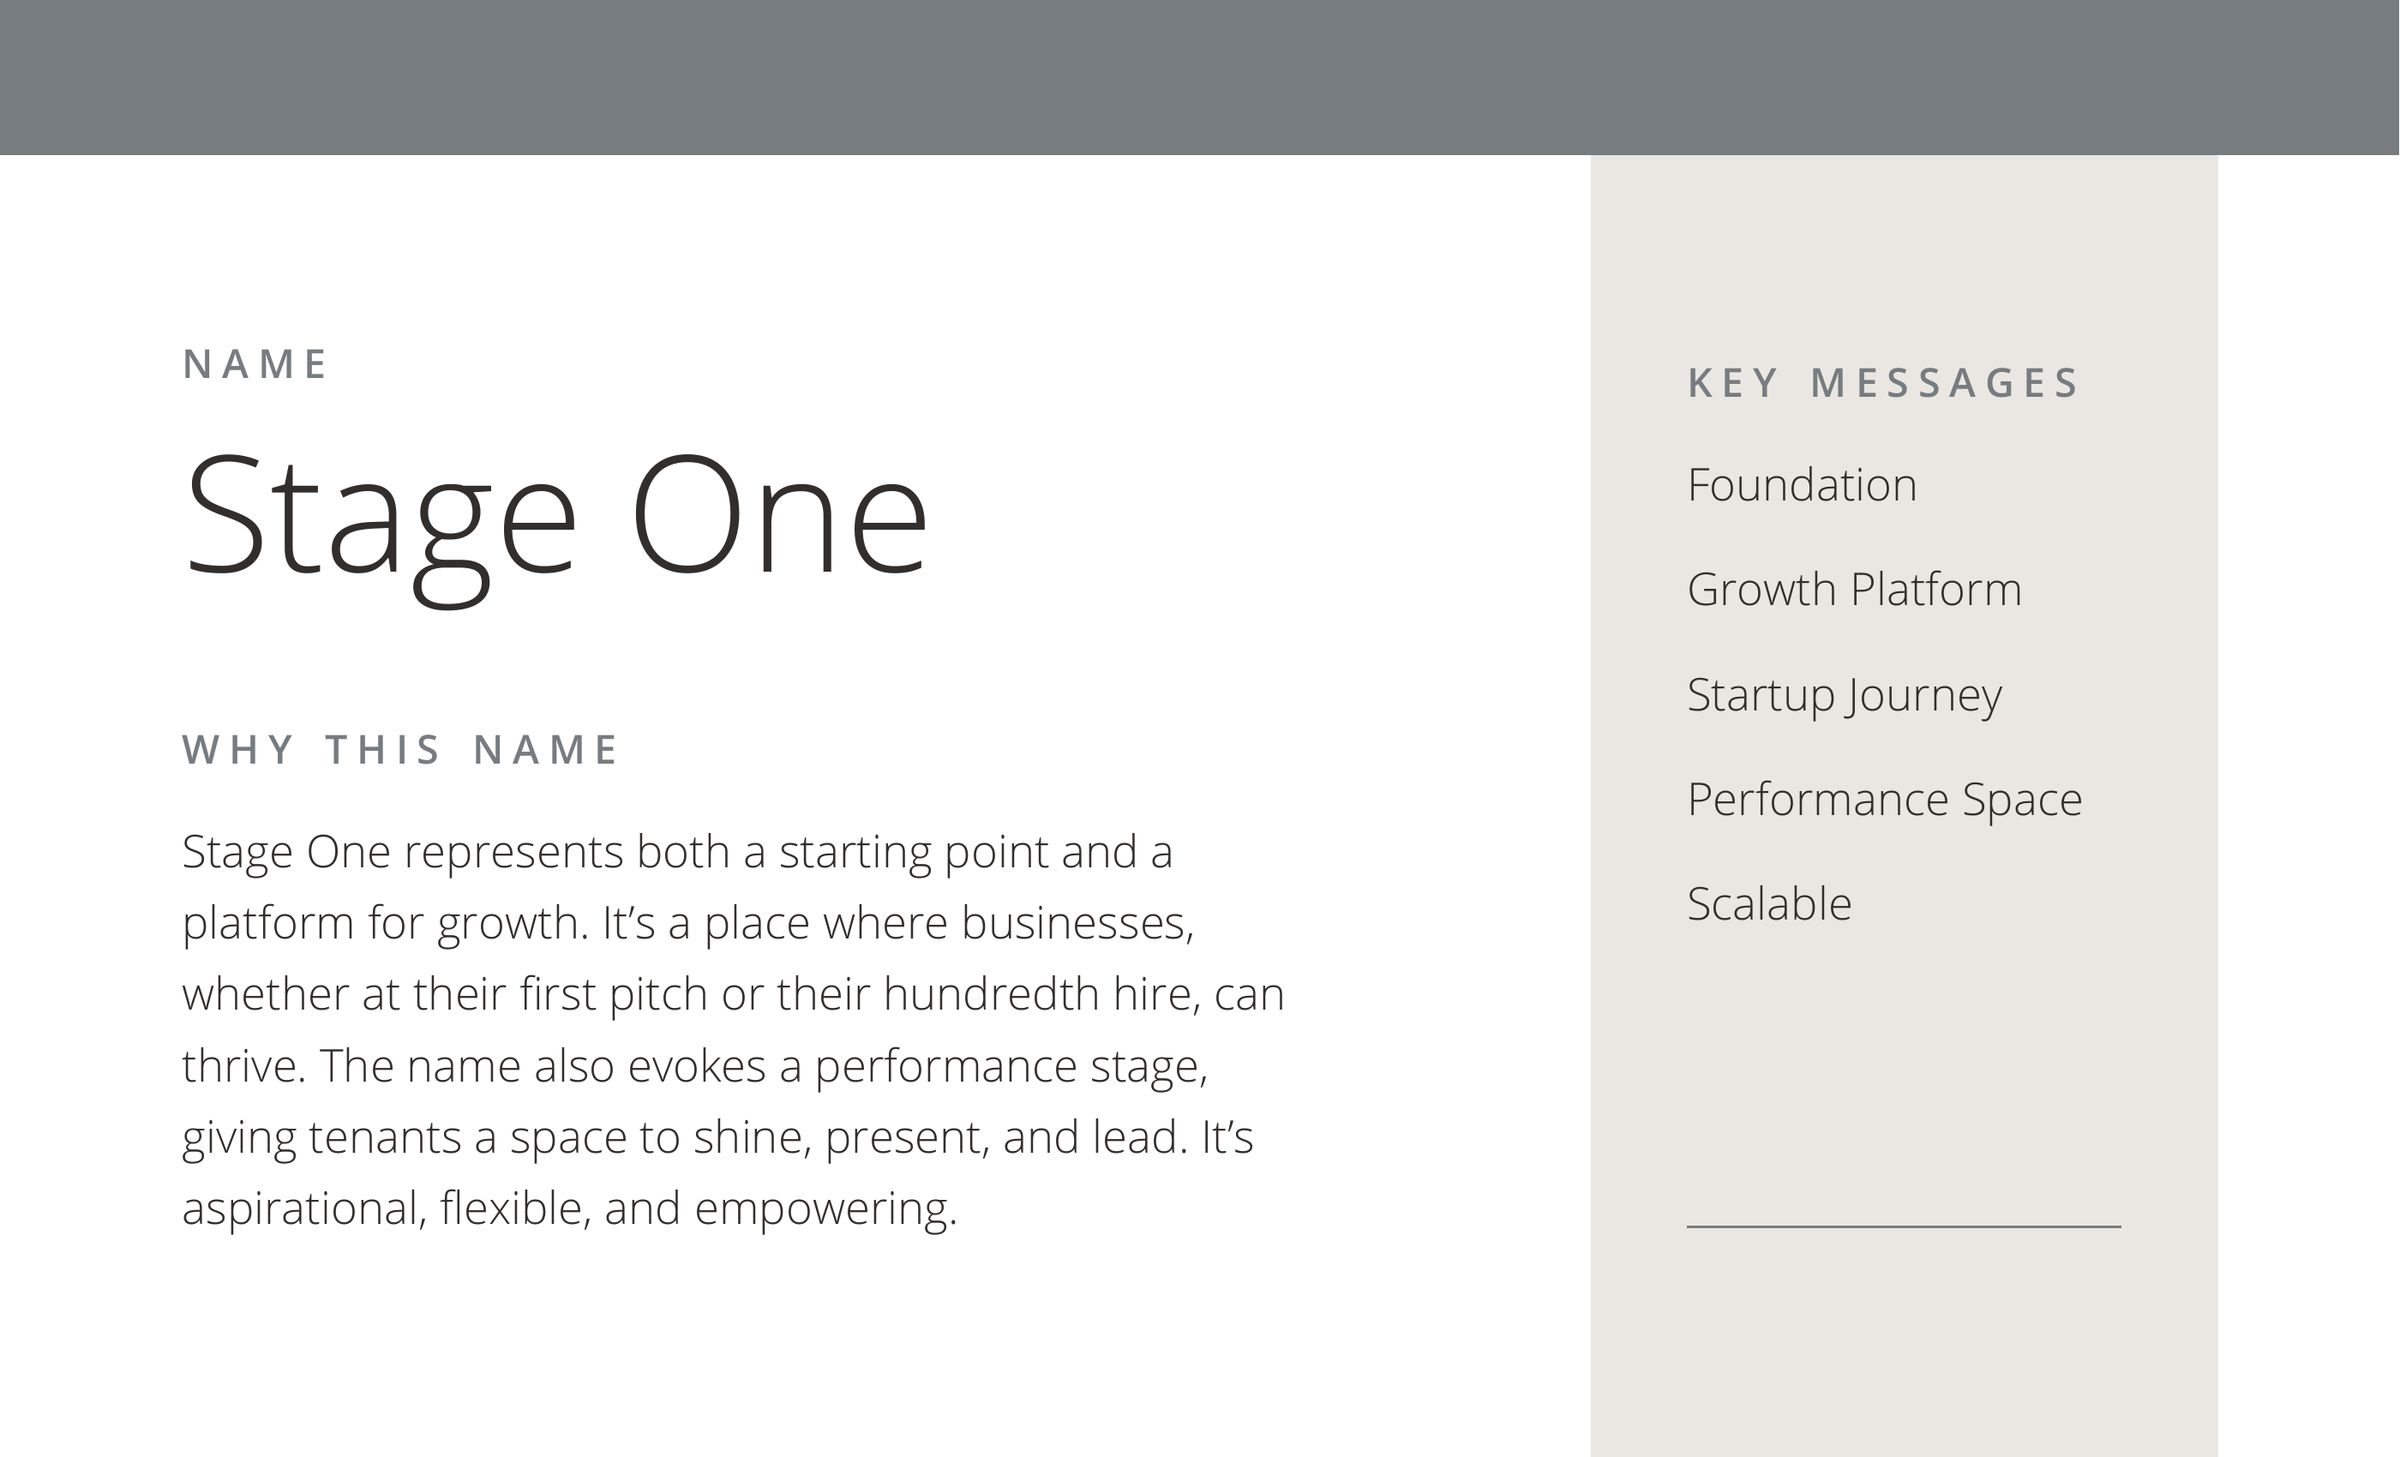 NAME
Stage One
WHY THIS NAME
Stage One represents both a starting point and a
platform for growth. It’s a place where businesses,
whether at their first pitch or their hundredth hire, can
thrive. The name also evokes a performance stage,
giving tenants a space to shine, present, and lead. It’s
aspirational, flexible, and empowering.
KEY MESSAGES
Foundation
Growth Platform
Startup Journey
Performance Space
Scalable